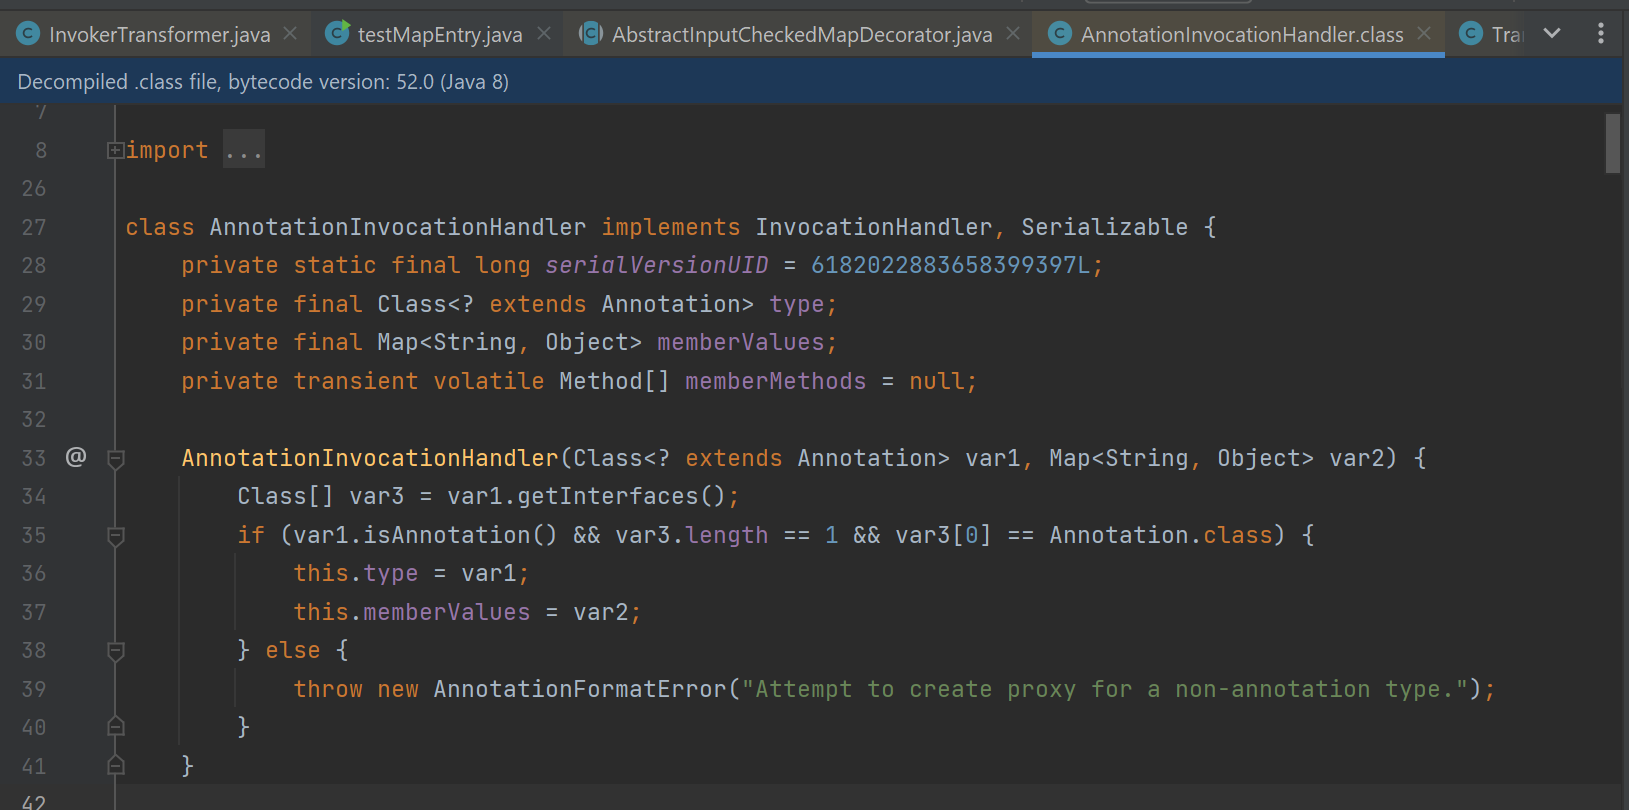 InvokerTransformer.java testMapEntry.java AbstractInputCheckedMapDecorator.java AnnotationInvocationHandler.class Tra
Decompiled .class file, bytecode version: 52.0 (Java 8)
7
8 import ...
26
27 class AnnotationInvocationHandler implements InvocationHandler, Serializable {
28 private static final long serialVersionUID = 6182022883658399397L;
29 private final Class<? extends Annotation> type;
30 private final Map<String, Object> memberValues;
31 private transient volatile Method[] memberMethods = null;
32
33 @ AnnotationInvocationHandler(Class<? extends Annotation> var1, Map<String, Object> var2) {
34 Class[] var3 = var1.getInterfaces();
35 if (var1.isAnnotation() && var3.length == 1 && var3[0] == Annotation.class) {
36 this.type = var1;
37 this.memberValues = var2;
38 } else {
39 throw new AnnotationFormatError("Attempt to create proxy for a non-annotation type.");
40 }
41 }
42